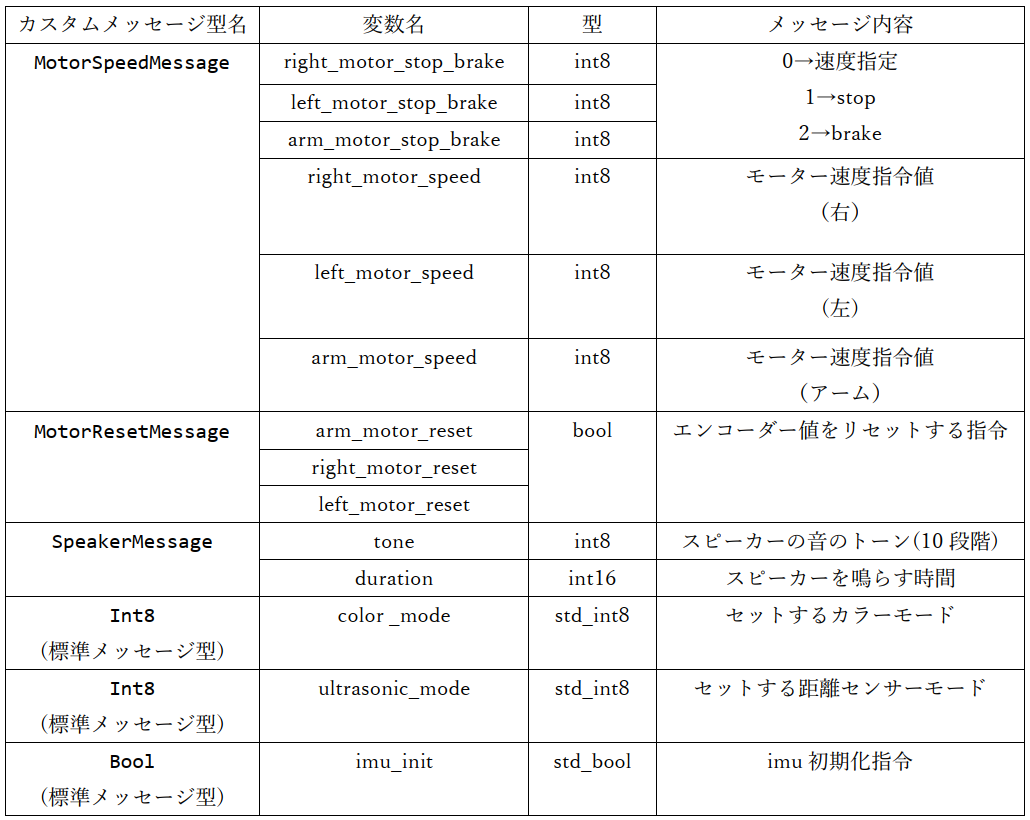 カスタムメッセージ型名 変数名 型 メッセージ内容
MotorSpeedMessage right_motor_stop_brake int8 0→速度指定
left_motor_stop_brake int8 1→stop
arm_motor_stop_brake int8 2→brake
right_motor_speed int8 モーター速度指令値
（右）
left_motor_speed int8 モーター速度指令値
（左）
arm_motor_speed int8 モーター速度指令値
（アーム）
MotorResetMessage arm_motor_reset bool エンコーダー値をリセットする指令
right_motor_reset
left_motor_reset
SpeakerMessage tone int8 スピーカーの音のトーン(10 段階)
duration int16 スピーカーを鳴らす時間
Int8 color _mode std_int8 セットするカラーモード
（標準メッセージ型）
Int8 ultrasonic_mode std_int8 セットする距離センサーモード
（標準メッセージ型）
Bool imu_init std_bool imu 初期化指令
（標準メッセージ型）